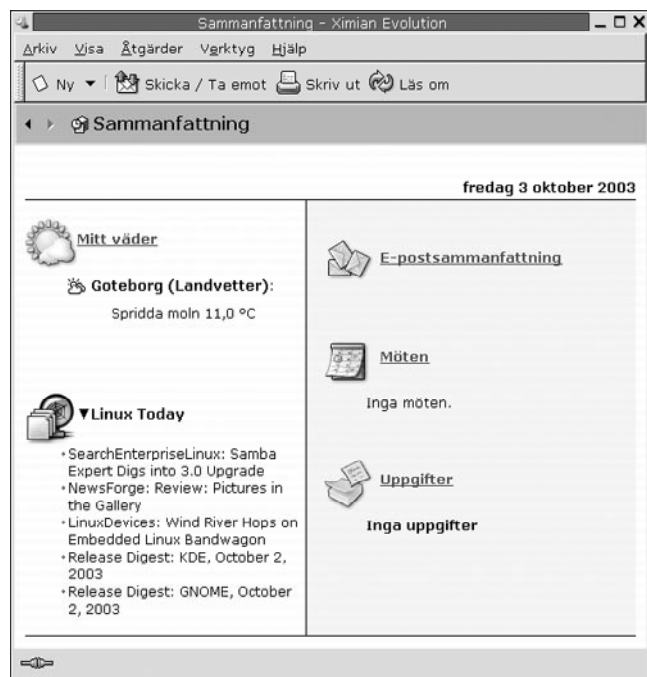 Sammanfattning - Ximian Evolution
Arkiv Visa Åtgärder Verktyg Hjälp
Ny Skicka / Ta emot Skriv ut Läs om
Sammanfattning
fredag 3 oktober 2003
Mitt väder
Goteborg (Landvetter):
Spridda moln 11,0 °C
Linux Today
SearchEnterpriseLinux: Samba
Expert Digs into 3.0 Upgrade
NewsForge: Review: Pictures in
the Gallery
LinuxDevices: Wind River Hops on
Embedded Linux Bandwagon
Release Digest: KDE, October 2,
2003
Release Digest: GNOME, October
2, 2003
E-postsammanfattning
Möten
Inga möten.
Uppgifter
Inga uppgifter